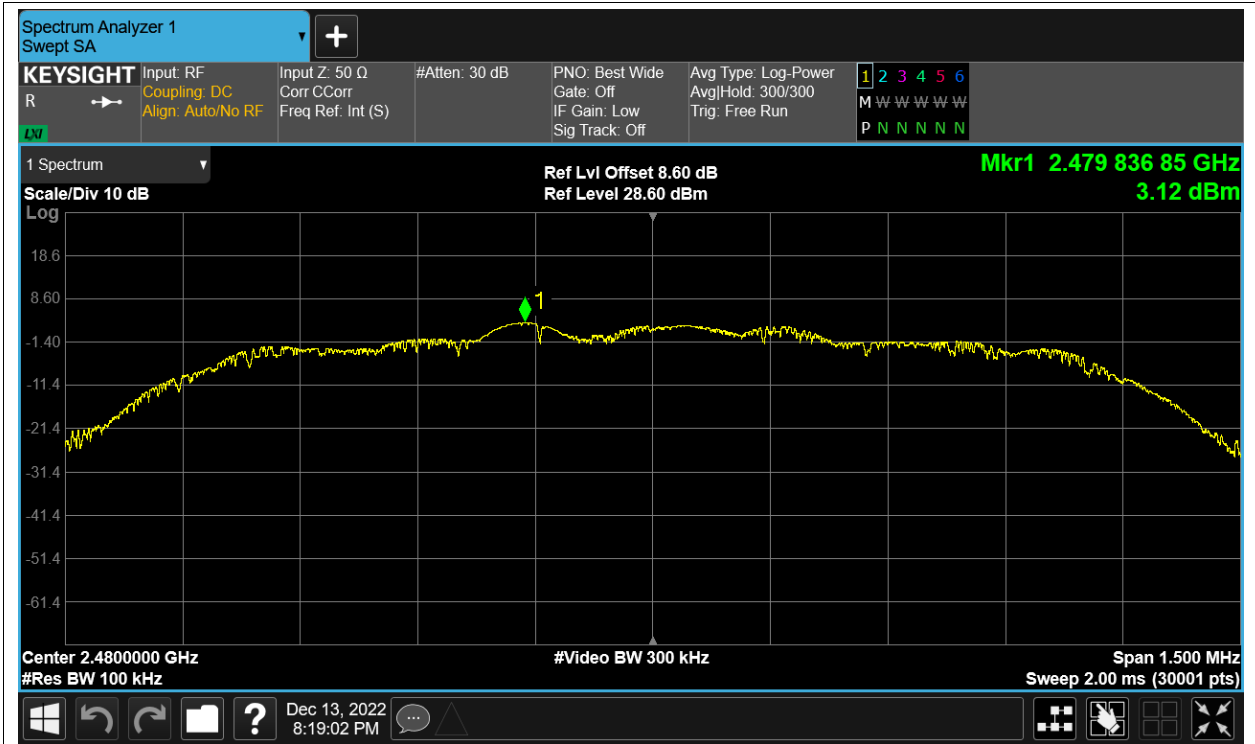 Spectrum Analyzer 1
Swept SA
KEYSIGHT
R
LXI
Input: RF
Coupling: DC
Align: Auto/No RF
Input Z: 50 Ω
Corr CCorr
Freq Ref: Int (S)
#Atten: 30 dB
PNO: Best Wide
Gate: Off
IF Gain: Low
Sig Track: Off
Avg Type: Log-Power
Avg|Hold: 300/300
Trig: Free Run
1 2 3 4 5 6
M W W W W W
P N N N N N
1 Spectrum
Scale/Div 10 dB
Ref Lvl Offset 8.60 dB
Ref Level 28.60 dBm
Mkr1 2.479 836 85 GHz
3.12 dBm
Log
18.6
8.60
1
-1.40
-11.4
-21.4
-31.4
-41.4
-51.4
-61.4
Center 2.4800000 GHz
#Video BW 300 kHz
Span 1.500 MHz
#Res BW 100 kHz
Sweep 2.00 ms (30001 pts)
?
Dec 13, 2022
8:19:02 PM